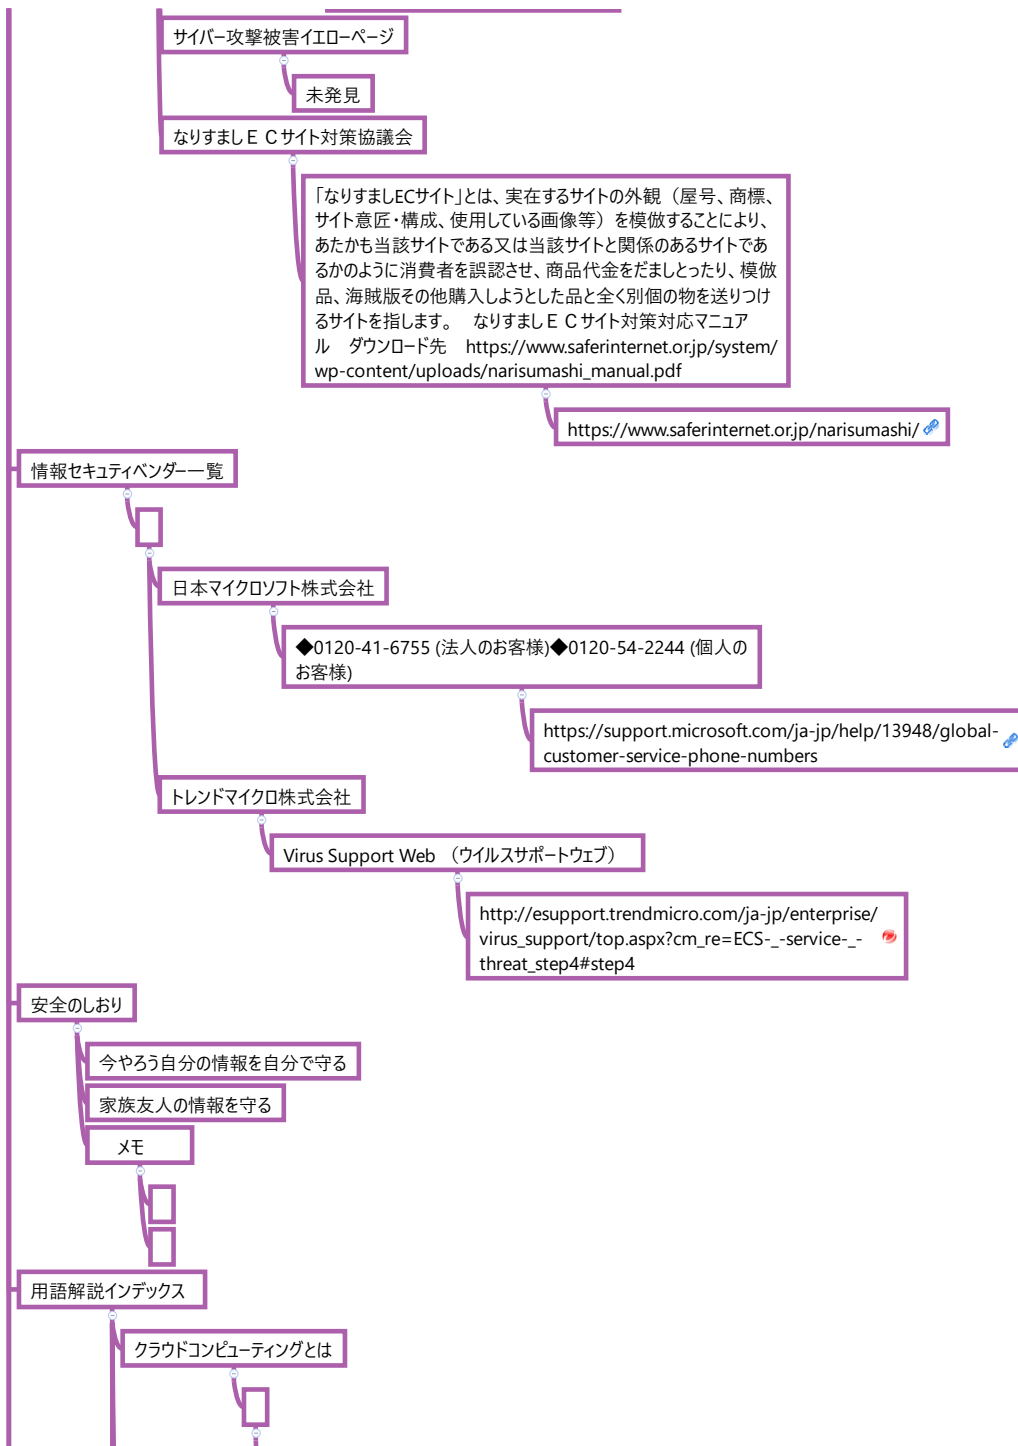 サイバー攻撃被害イエローページ
未発見
なりすましＥＣサイト対策協議会
「なりすましECサイト」とは、実在するサイトの外観（屋号、商標、
サイト意匠・構成、使用している画像等）を模倣することにより、
あたかも当該サイトである又は当該サイトと関係のあるサイトであ
るかのように消費者を誤認させ、商品代金をだましとったり、模倣
品、海賊版その他購入しようとした品と全く別個の物を送りつけ
るサイトを指します。　なりすましＥＣサイト対策対応マニュア
ル　ダウンロード先　https://www.saferinternet.or.jp/system/
wp-content/uploads/narisumashi_manual.pdf
https://www.saferinternet.or.jp/narisumashi/
情報セキュティベンダー一覧
日本マイクロソフト株式会社
◆0120-41-6755 (法人のお客様)◆0120-54-2244 (個人の
お客様)
https://support.microsoft.com/ja-jp/help/13948/global-
customer-service-phone-numbers
トレンドマイクロ株式会社
Virus Support Web （ウイルスサポートウェブ）
http://esupport.trendmicro.com/ja-jp/enterprise/
virus_support/top.aspx?cm_re=ECS-_-service-_-
threat_step4#step4
安全のしおり
今やろう自分の情報を自分で守る
家族友人の情報を守る
メモ
用語解説インデックス
クラウドコンピューティングとは